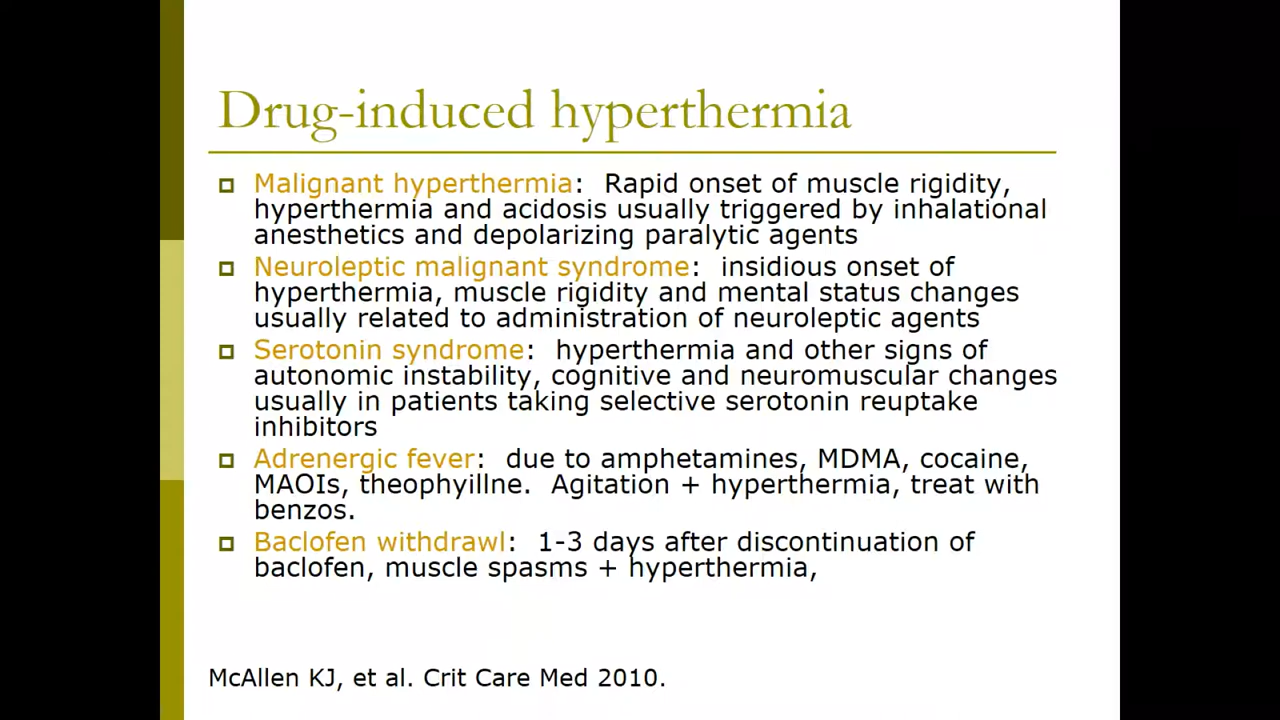 Drug-induced hyperthermia
Malignant hyperthermia: Rapid onset of muscle rigidity,
hyperthermia and acidosis usually triggered by inhalational
anesthetics and depolarizing paralytic agents
Neuroleptic malignant syndrome: insidious onset of
hyperthermia, muscle rigidity and mental status changes
usually related to administration of neuroleptic agents
Serotonin syndrome: hyperthermia and other signs of
autonomic instability, cognitive and neuromuscular changes
usually in patients taking selective serotonin reuptake
inhibitors
Adrenergic fever: due to amphetamines, MDMA, cocaine,
MAOIs, theophyillne. Agitation + hyperthermia, treat with
benzos.
Baclofen withdrawl: 1-3 days after discontinuation of
baclofen, muscle spasms + hyperthermia,
McAllen KJ, et al. Crit Care Med 2010.